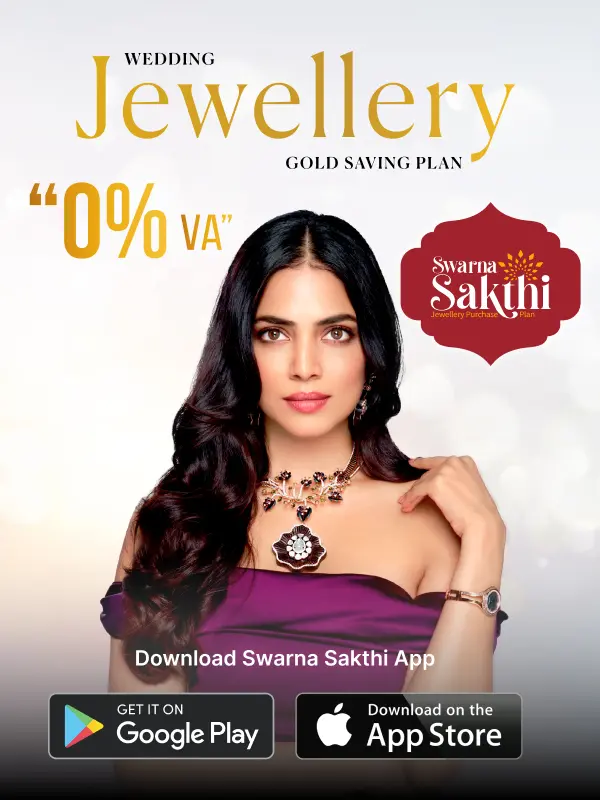 WEDDING
Jewellery
GOLD SAVING PLAN
“0% VA”
Swarna
Sakthi
Jewellery Purchase Plan
Download Swarna Sakthi App
GET IT ON
Google Play
Download on the
App Store